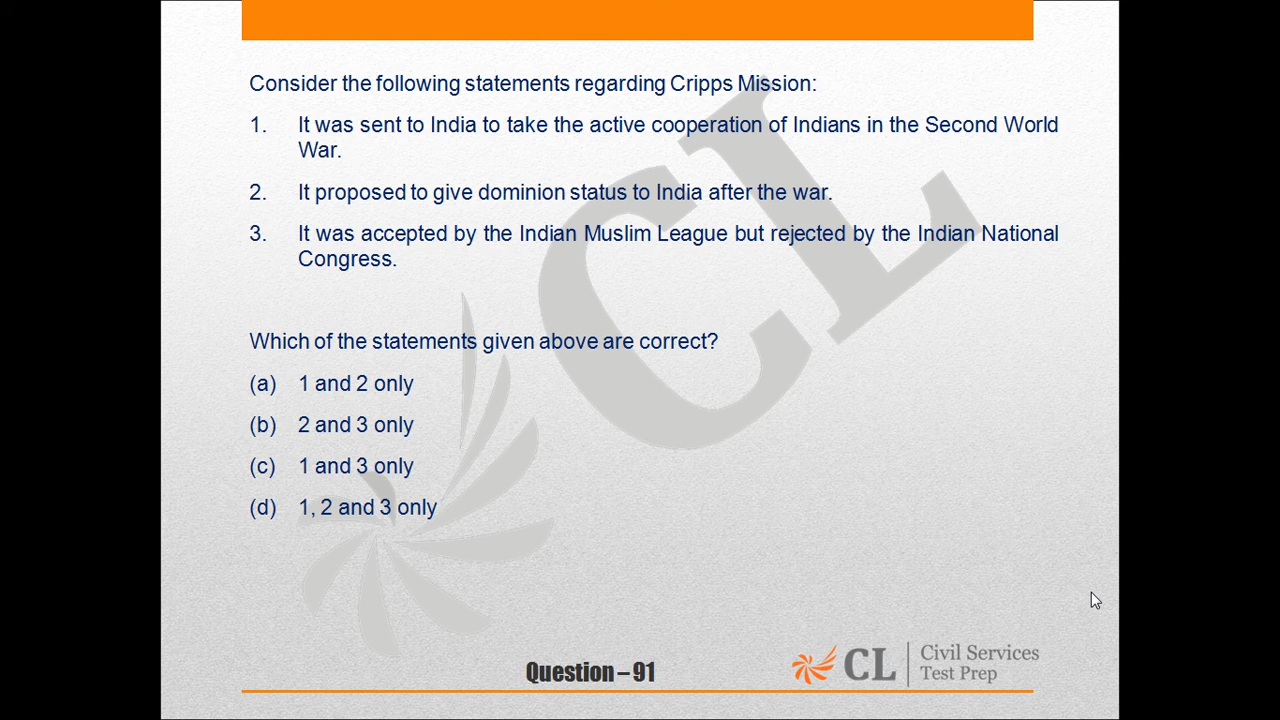 Consider the following statements regarding Cripps Mission:
1. It was sent to India to take the active cooperation of Indians in the Second World
War.
2. It proposed to give dominion status to India after the war.
3. It was accepted by the Indian Muslim League but rejected by the Indian National
Congress.
Which of the statements given above are correct?
(a) 1 and 2 only
(b) 2 and 3 only
(c) 1 and 3 only
(d) 1, 2 and 3 only
CL
Question – 91
CL
Civil Services
Test Prep